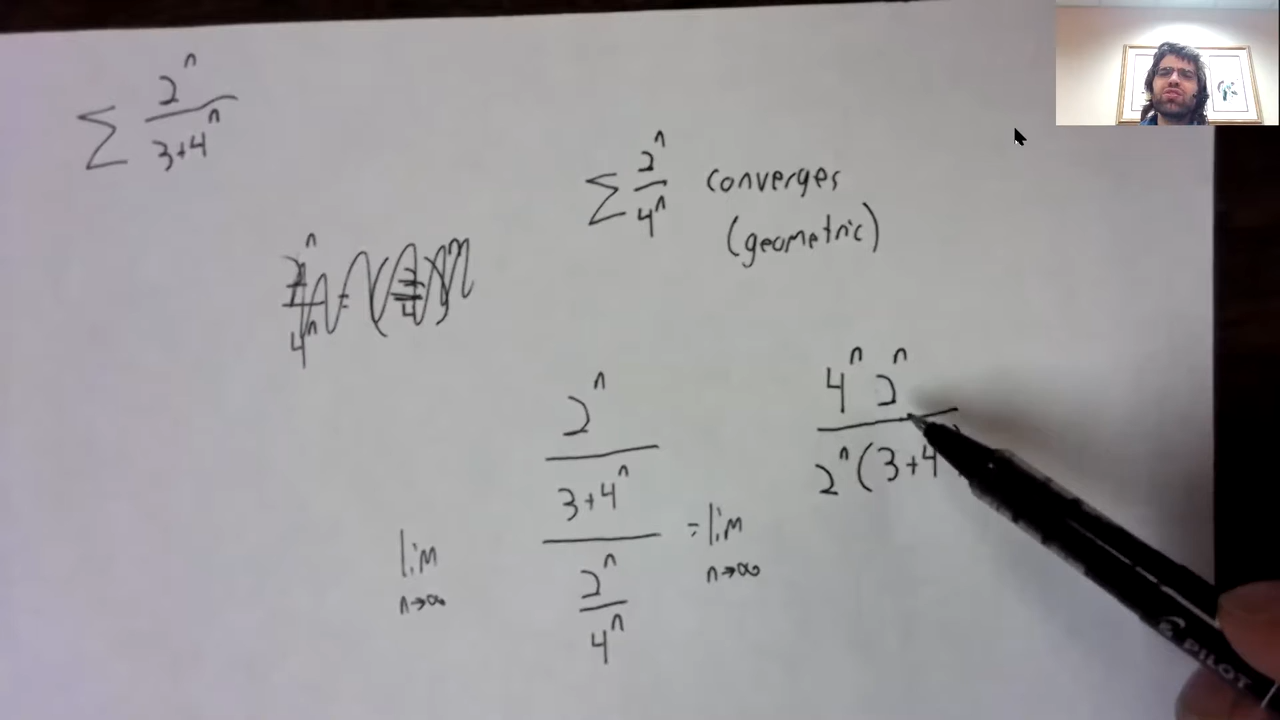 ∑ 2^n / (3+4^n)
∑ 2^n / 4^n converges
(geometric)
lim n→∞ (2^n / (3+4^n)) / (2^n / 4^n) = lim n→∞ 4^n 2^n / 2^n (3+4
PILOT